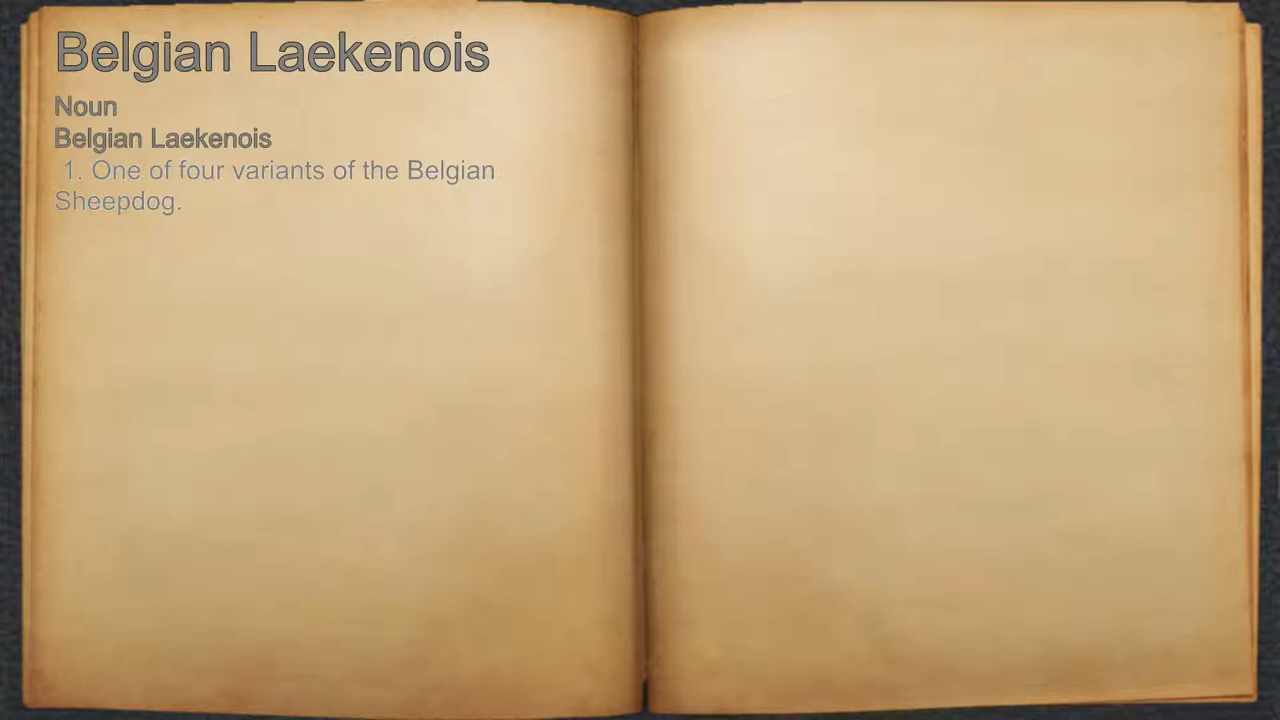 Belgian Laekenois
Noun
Belgian Laekenois
1. One of four variants of the Belgian
Sheepdog.